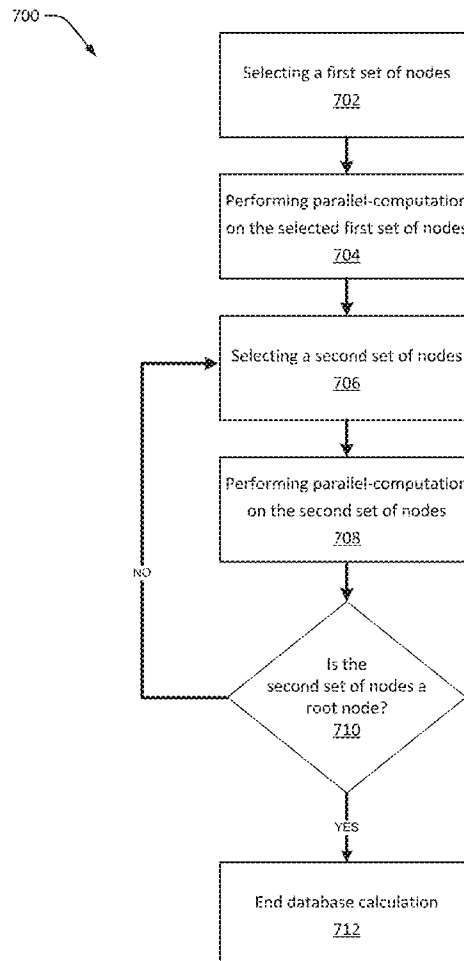 700
Selecting a first set of nodes
702
Performing parallel-computation
on the selected first set of nodes
704
Selecting a second set of nodes
706
Performing parallel-computation
on the second set of nodes
708
NO
Is the
second set of nodes a
root node?
710
YES
End database calculation
712